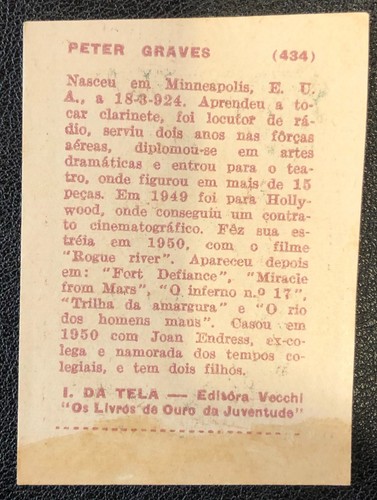 PETER GRAVES (434)
Nasceu em Minneapolis, E. U.
A., a 18-3-924. Aprendeu a to-
car clarinete, foi locutor de rá-
dio, serviu dois anos nas fôrças
aéreas, diplomou-se em artes
dramáticas e entrou para o tea-
tro, onde figurou em mais de 15
peças. Em 1949 foi para Holly-
wood, onde conseguiu um contra-
to cinematográfico. Fêz sua es-
tréia em 1950, com o filme
"Rogue river". Apareceu depois
em: "Fort Defiance", "Miracle
from Mars", "O inferno n.º 17",
"Trilha da amargura" e "O rio
dos homens maus". Casou em
1950 com Joan Endress, ex-co-
lega e namorada dos tempos co-
legiais, e tem dois filhos.
I. DA TELA — Editôra Vecchi
"Os Livros de Ouro da Juventude"